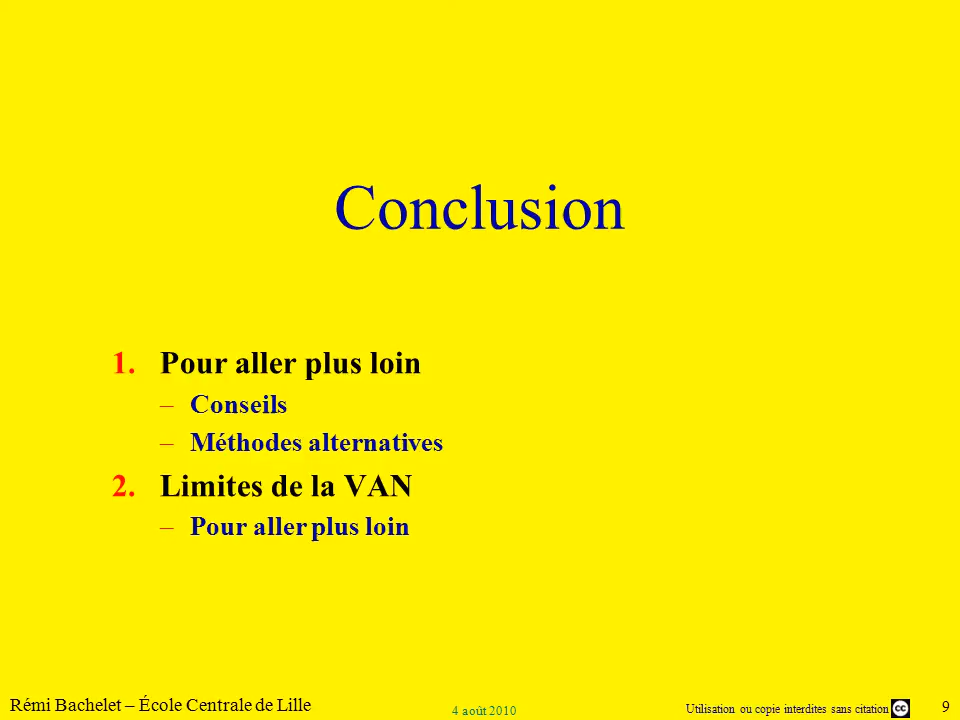 Conclusion
1. Pour aller plus loin
– Conseils
– Méthodes alternatives
2. Limites de la VAN
– Pour aller plus loin
Rémi Bachelet – École Centrale de Lille
4 août 2010
Utilisation ou copie interdites sans citation
cc
9